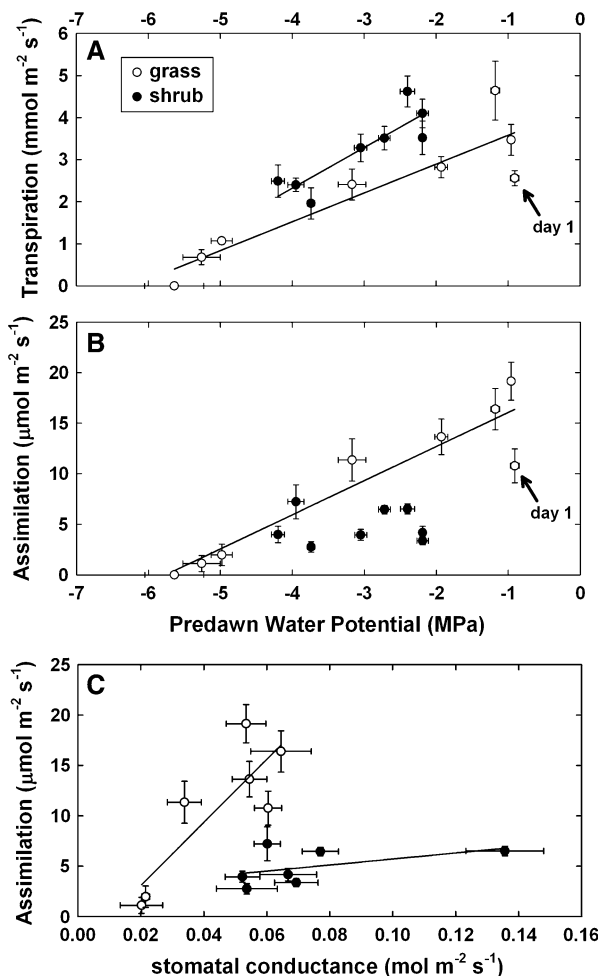 -7 -6 -5 -4 -3 -2 -1 0
A
grass
shrub
Transpiration (mmol m-2 s-1)
6
5
4
3
2
1
0
day 1
B
Assimilation (μmol m-2 s-1)
25
20
15
10
5
0
day 1
-7 -6 -5 -4 -3 -2 -1 0
Predawn Water Potential (MPa)
C
Assimilation (μmol m-2 s-1)
25
20
15
10
5
0
0.00 0.02 0.04 0.06 0.08 0.10 0.12 0.14 0.16
stomatal conductance (mol m-2 s-1)